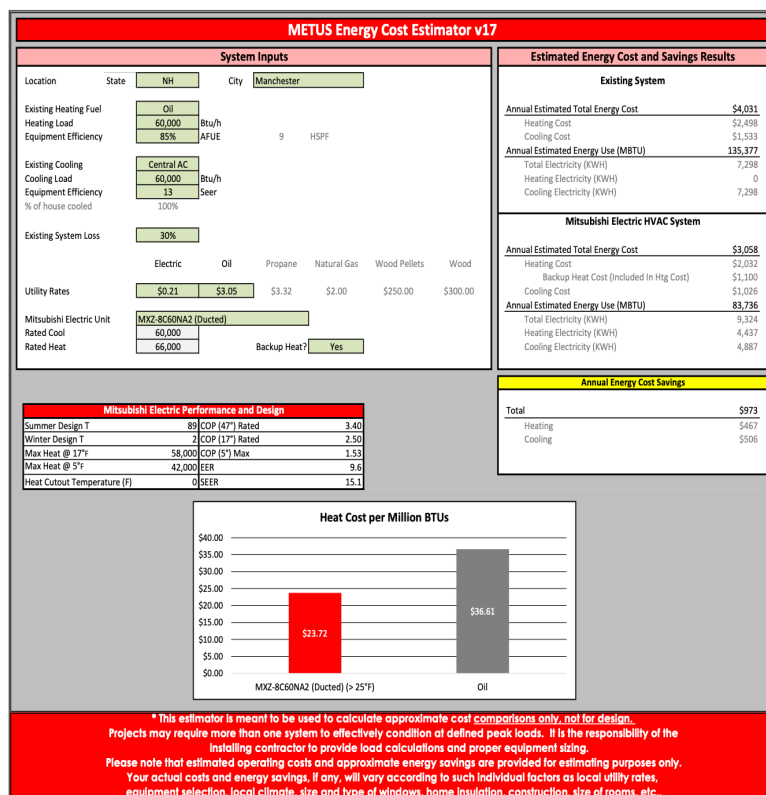 METUS Energy Cost Estimator v17
System Inputs
Location State NH City Manchester
Existing Heating Fuel Oil
Heating Load 60,000 Btu/h
Equipment Efficiency 85% AFUE 9 HSPF
Existing Cooling Central AC
Cooling Load 60,000 Btu/h
Equipment Efficiency 13 Seer
% of house cooled 100%
Existing System Loss 30%
Electric Oil Propane Natural Gas Wood Pellets Wood
Utility Rates $0.21 $3.05 $3.32 $2.00 $250.00 $300.00
Mitsubishi Electric Unit MXZ-8C60NA2 (Ducted)
Rated Cool 60,000
Rated Heat 66,000 Backup Heat? Yes
Estimated Energy Cost and Savings Results
Existing System
Annual Estimated Total Energy Cost $4,031
Heating Cost $2,498
Cooling Cost $1,533
Annual Estimated Energy Use (MBTU) 135,377
Total Electricity (KWH) 7,298
Heating Electricity (KWH) 0
Cooling Electricity (KWH) 7,298
Mitsubishi Electric HVAC System
Annual Estimated Total Energy Cost $3,058
Heating Cost $2,032
Backup Heat Cost (Included In Htg Cost) $1,100
Cooling Cost $1,026
Annual Estimated Energy Use (MBTU) 83,736
Total Electricity (KWH) 9,324
Heating Electricity (KWH) 4,437
Cooling Electricity (KWH) 4,887
Annual Energy Cost Savings
Total $973
Heating $467
Cooling $506
Mitsubishi Electric Performance and Design
Summer Design T 89 COP (47°) Rated 3.40
Winter Design T 2 COP (17°) Rated 2.50
Max Heat @ 17°F 58,000 COP (5°) Max 1.53
Max Heat @ 5°F 42,000 EER 9.6
Heat Cutout Temperature (F) 0 SEER 15.1
Heat Cost per Million BTUs
$40.00
$35.00
$30.00
$25.00
$20.00
$15.00
$10.00
$5.00
$0.00
$23.72
$36.61
MXZ-8C60NA2 (Ducted) (> 25°F) Oil
* This estimator is meant to be used to calculate approximate cost comparisons only, not for design.
Projects may require more than one system to effectively condition at defined peak loads. It is the responsibility of the
installing contractor to provide load calculations and proper equipment sizing.
Please note that estimated operating costs and approximate energy savings are provided for estimating purposes only.
Your actual costs and energy savings, if any, will vary according to such individual factors as local utility rates,
equipment selection, local climate, size and type of windows, home insulation, construction, size of rooms, etc..